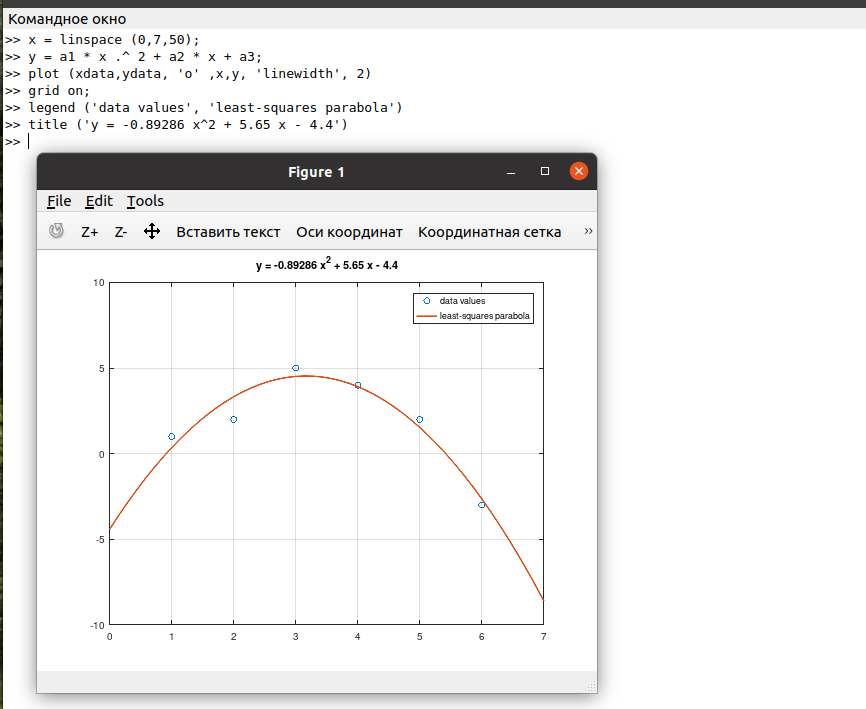 Командное окно
>> x = linspace (0,7,50);
>> y = a1 * x .^ 2 + a2 * x + a3;
>> plot (xdata,ydata, 'o' ,x,y, 'linewidth', 2)
>> grid on;
>> legend ('data values', 'least-squares parabola')
>> title ('y = -0.89286 x^2 + 5.65 x - 4.4')
>>
Figure 1
File Edit Tools
Z+ Z- Вставить текст Оси координат Координатная сетка »
y = -0.89286 x2 + 5.65 x - 4.4
data values
least-squares parabola
10
5
0
-5
-10
0 1 2 3 4 5 6 7